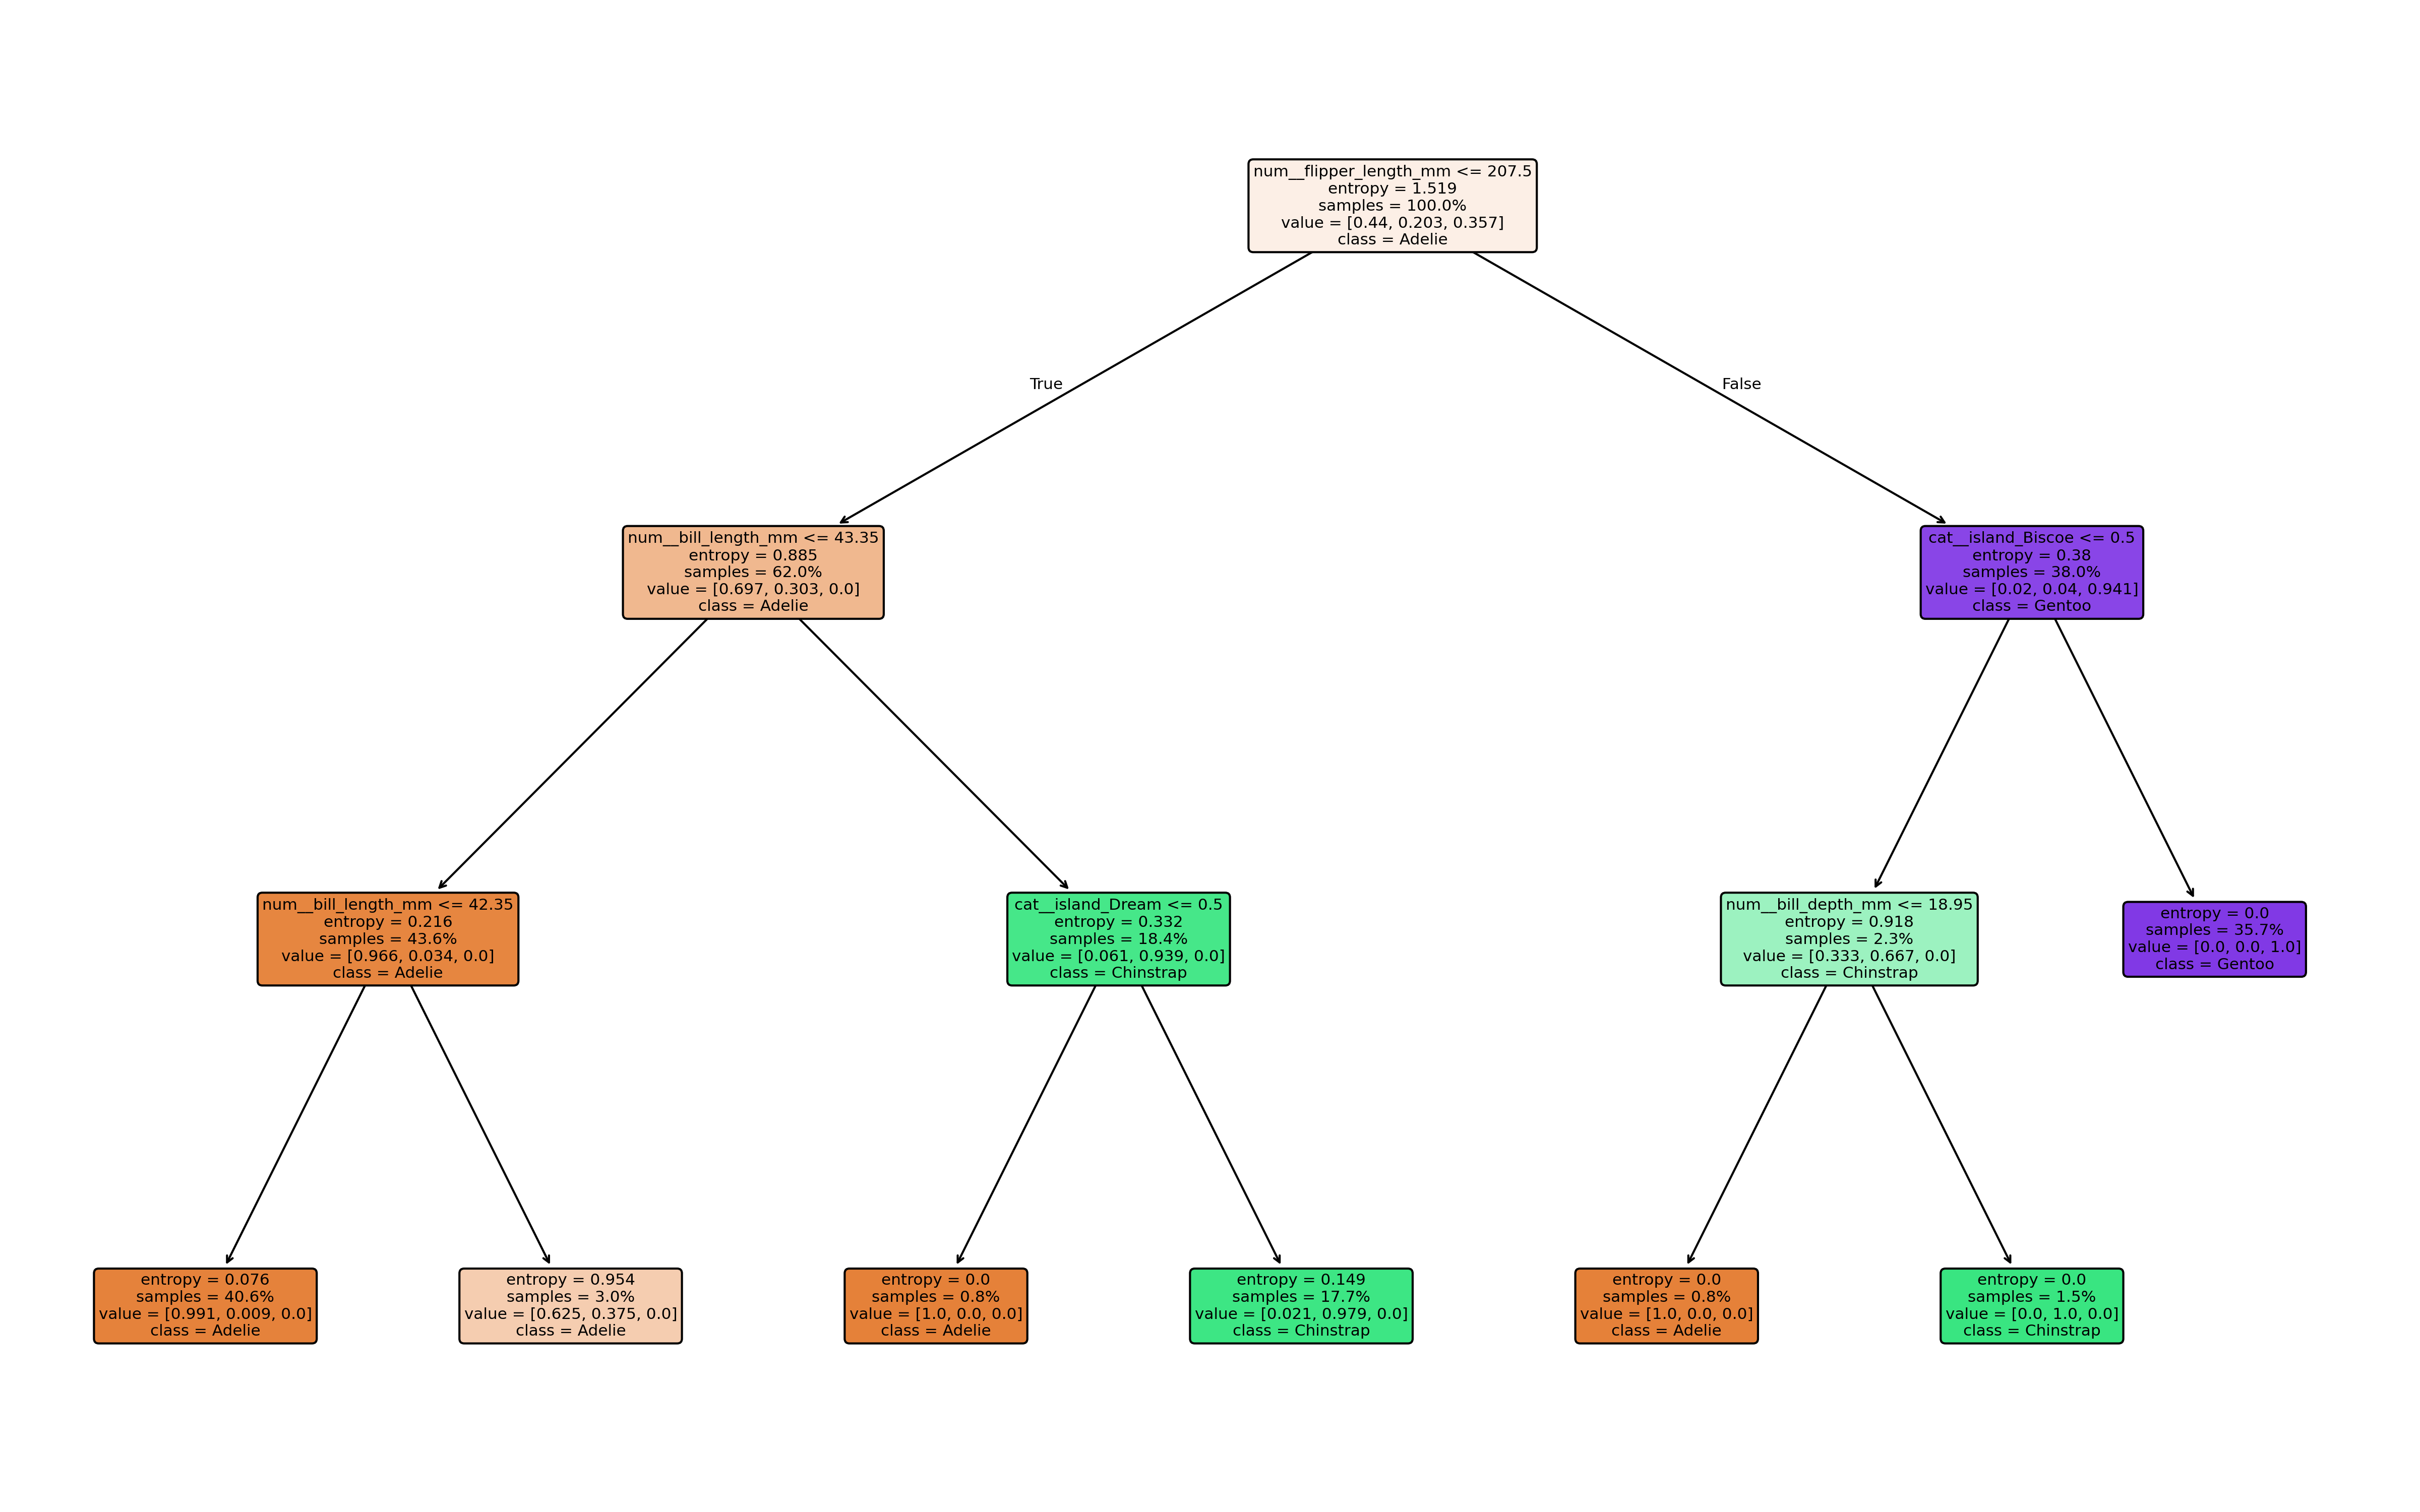 num__flipper_length_mm <= 207.5
entropy = 1.519
samples = 100.0%
value = [0.44, 0.203, 0.357]
class = Adelie
True
False
num__bill_length_mm <= 43.35
entropy = 0.885
samples = 62.0%
value = [0.697, 0.303, 0.0]
class = Adelie
cat__island_Biscoe <= 0.5
entropy = 0.38
samples = 38.0%
value = [0.02, 0.04, 0.941]
class = Gentoo
num__bill_length_mm <= 42.35
entropy = 0.216
samples = 43.6%
value = [0.966, 0.034, 0.0]
class = Adelie
cat__island_Dream <= 0.5
entropy = 0.332
samples = 18.4%
value = [0.061, 0.939, 0.0]
class = Chinstrap
num__bill_depth_mm <= 18.95
entropy = 0.918
samples = 2.3%
value = [0.333, 0.667, 0.0]
class = Chinstrap
entropy = 0.0
samples = 35.7%
value = [0.0, 0.0, 1.0]
class = Gentoo
entropy = 0.076
samples = 40.6%
value = [0.991, 0.009, 0.0]
class = Adelie
entropy = 0.954
samples = 3.0%
value = [0.625, 0.375, 0.0]
class = Adelie
entropy = 0.0
samples = 0.8%
value = [1.0, 0.0, 0.0]
class = Adelie
entropy = 0.149
samples = 17.7%
value = [0.021, 0.979, 0.0]
class = Chinstrap
entropy = 0.0
samples = 0.8%
value = [1.0, 0.0, 0.0]
class = Adelie
entropy = 0.0
samples = 1.5%
value = [0.0, 1.0, 0.0]
class = Chinstrap